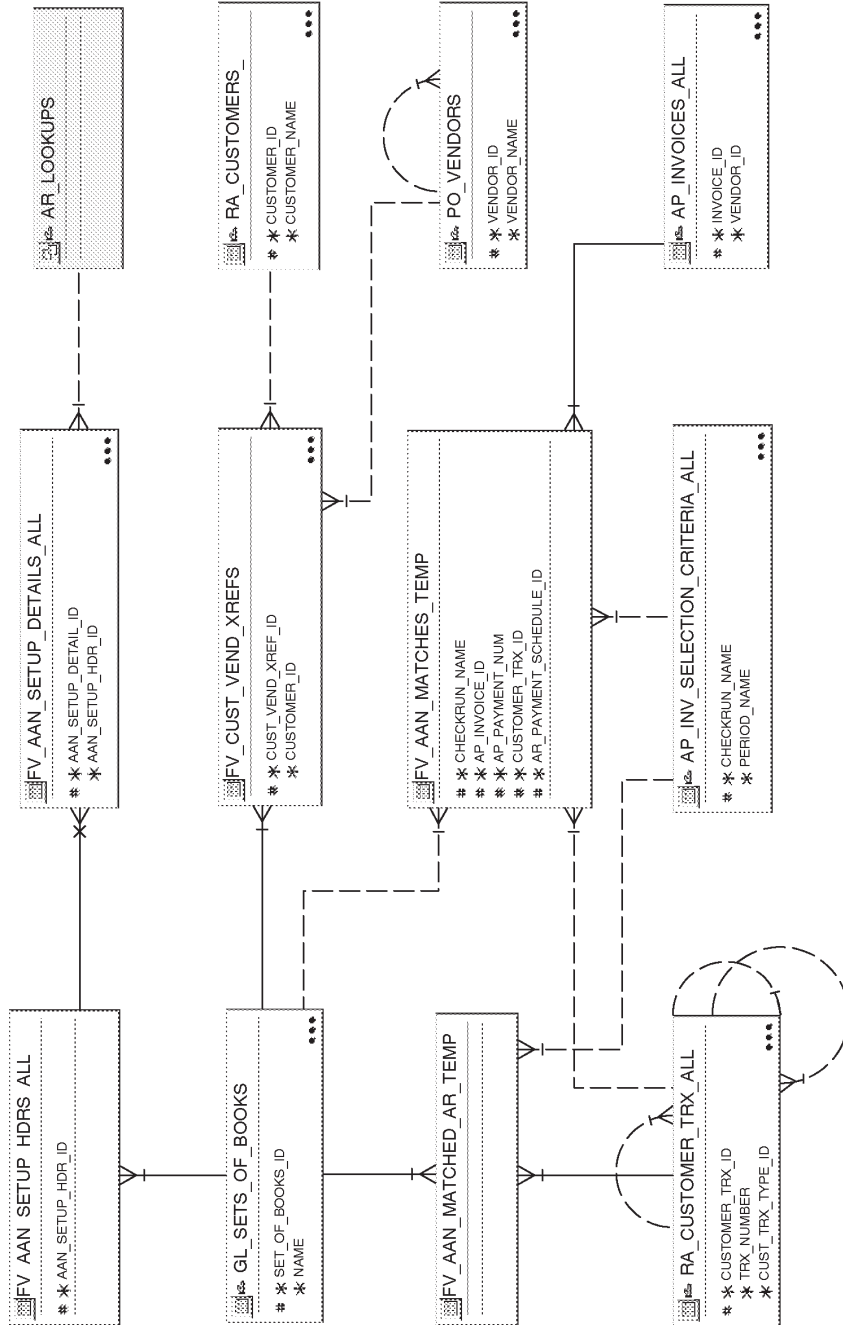 FV_AAN_SETUP_HDRS_ALL
# * AAN_SETUP_HDR_ID
FV_AAN_SETUP_DETAILS_ALL
# * AAN_SETUP_DETAIL_ID
* AAN_SETUP_HDR_ID
AR_LOOKUPS
GL_SETS_OF_BOOKS
# * SET_OF_BOOKS_ID
* NAME
FV_CUST_VEND_XREFS
# * CUST_VEND_XREF_ID
* CUSTOMER_ID
RA_CUSTOMERS_
# * CUSTOMER_ID
* CUSTOMER_NAME
FV_AAN_MATCHED_AR_TEMP
FV_AAN_MATCHES_TEMP
# * CHECKRUN_NAME
# * AP_INVOICE_ID
# * AP_PAYMENT_NUM
# * CUSTOMER_TRX_ID
# * AR_PAYMENT_SCHEDULE_ID
PO_VENDORS
# * VENDOR_ID
* VENDOR_NAME
RA_CUSTOMER_TRX_ALL
# * CUSTOMER_TRX_ID
* TRX_NUMBER
* CUST_TRX_TYPE_ID
AP_INV_SELECTION_CRITERIA_ALL
# * CHECKRUN_NAME
* PERIOD_NAME
AP_INVOICES_ALL
# * INVOICE_ID
* VENDOR_ID